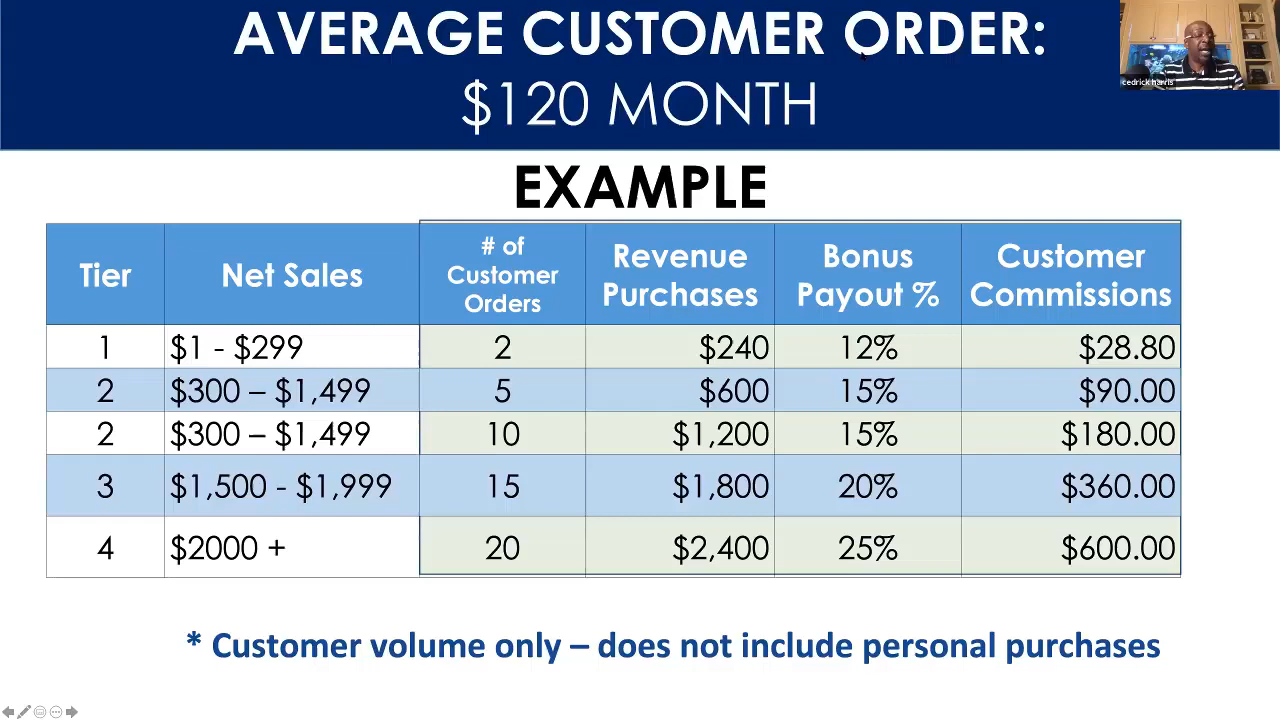 AVERAGE CUSTOMER ORDER:
$120 MONTH
cedrick harris
EXAMPLE
Tier Net Sales # of Customer Orders Revenue Purchases Bonus Payout % Customer Commissions
1 $1 - $299 2 $240 12% $28.80
2 $300 – $1,499 5 $600 15% $90.00
2 $300 – $1,499 10 $1,200 15% $180.00
3 $1,500 - $1,999 15 $1,800 20% $360.00
4 $2000 + 20 $2,400 25% $600.00
* Customer volume only – does not include personal purchases